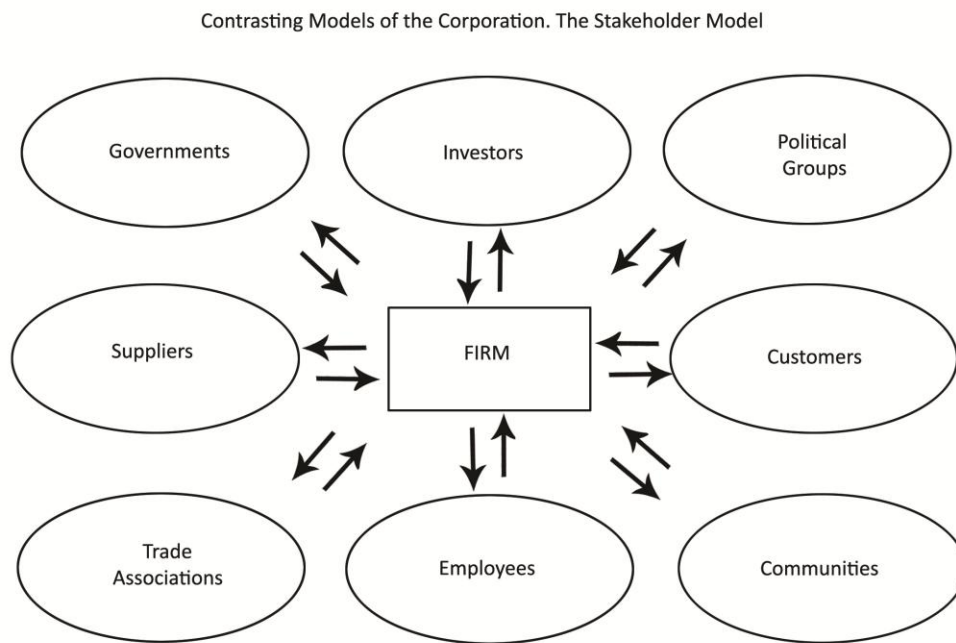 Contrasting Models of the Corporation. The Stakeholder Model
Governments
Investors
Political
Groups
Suppliers
FIRM
Customers
Trade
Associations
Employees
Communities